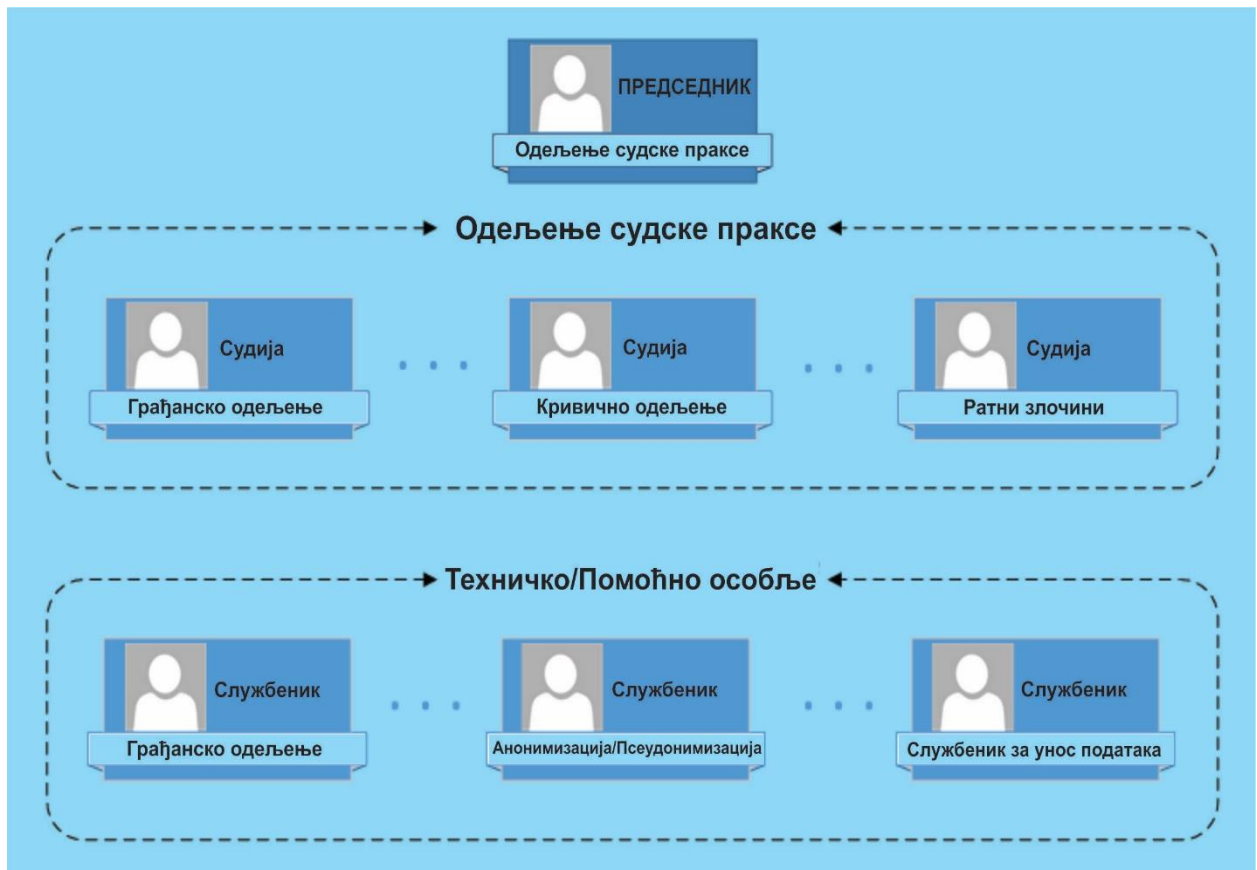 ПРЕДСЕДНИК
Одељење судске праксе
Одељење судске праксе
Судија
Грађанско одељење
Судија
Кривично одељење
Судија
Ратни злочини
Техничко/Помоћно особље
Службеник
Грађанско одељење
Службеник
Анонимизација/Псеудонимизација
Службеник
Службеник за унос података